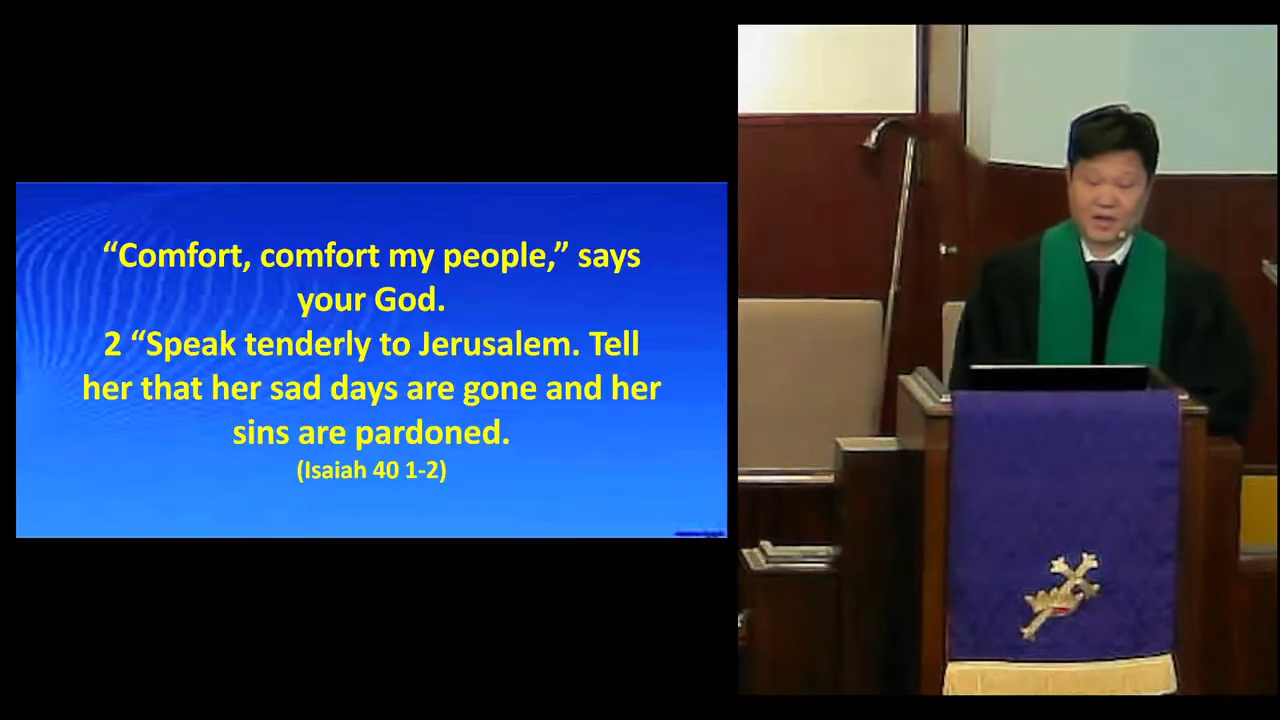 “Comfort, comfort my people,” says
your God.
2 “Speak tenderly to Jerusalem. Tell
her that her sad days are gone and her
sins are pardoned.
(Isaiah 40 1-2)